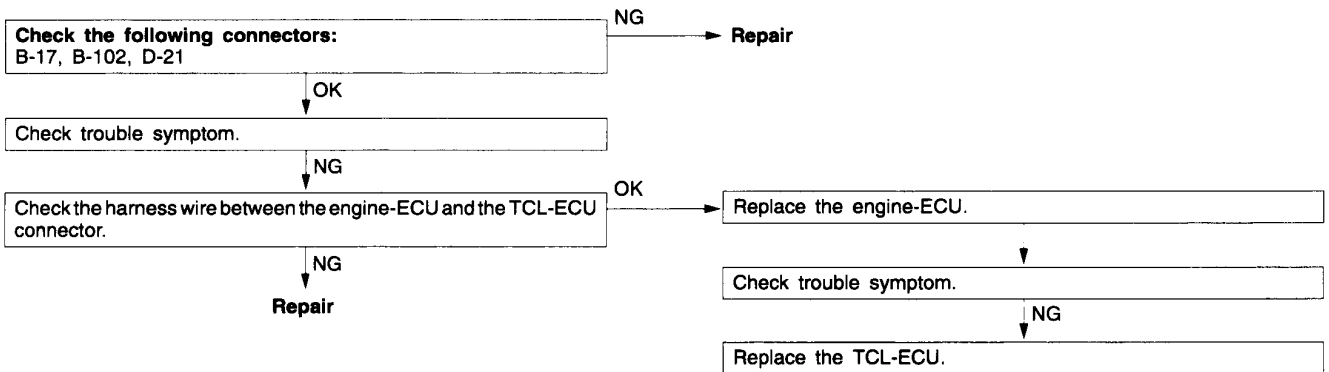 Check the following connectors:
B-17, B-102, D-21
NG
Repair
OK
Check trouble symptom.
NG
Check the harness wire between the engine-ECU and the TCL-ECU
connector.
OK
Replace the engine-ECU.
NG
Repair
Check trouble symptom.
NG
Replace the TCL-ECU.